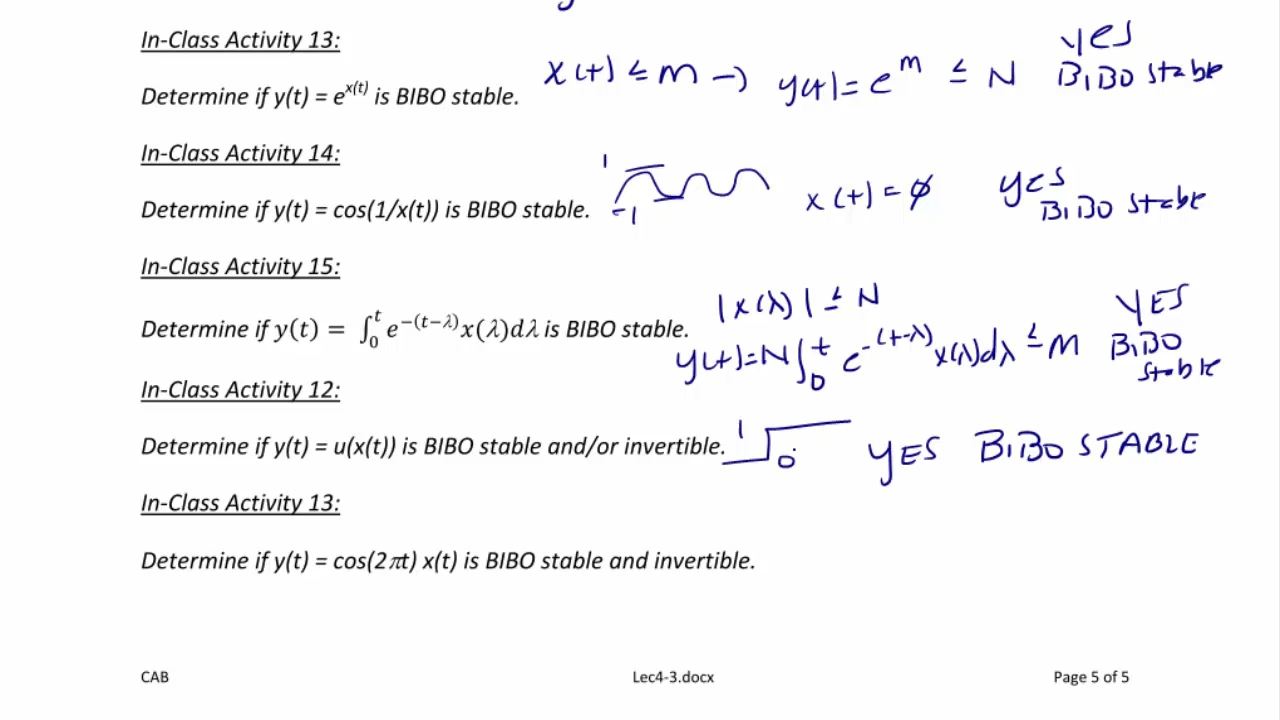 In-Class Activity 13:
x(t) ≤ m → y(t) = e^m ≤ N YES
BIBO stable
Determine if y(t) = e^x(t) is BIBO stable.
In-Class Activity 14:
1
-1
x(t) = ϕ
YES
BIBO stable
Determine if y(t) = cos(1/x(t)) is BIBO stable.
In-Class Activity 15:
|x(λ)| ≤ N
YES
Determine if y(t) = ∫₀ᵗ e^−(t−λ) x(λ)dλ is BIBO stable.
y(t) = N ∫₀ᵗ e^-(t-λ) x(λ)dλ ≤ M
BIBO
stable
In-Class Activity 12:
Determine if y(t) = u(x(t)) is BIBO stable and/or invertible.
1
0
YES BIBO STABLE
In-Class Activity 13:
Determine if y(t) = cos(2πt) x(t) is BIBO stable and invertible.
CAB Lec4-3.docx Page 5 of 5